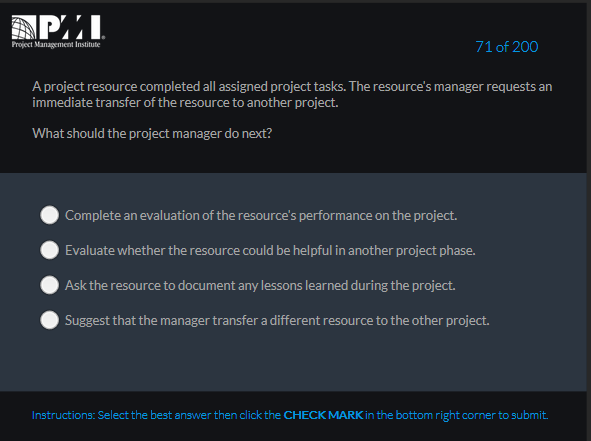 PMI.
Project Management Institute
71 of 200
A project resource completed all assigned project tasks. The resource's manager requests an
immediate transfer of the resource to another project.
What should the project manager do next?
Complete an evaluation of the resource's performance on the project.
Evaluate whether the resource could be helpful in another project phase.
Ask the resource to document any lessons learned during the project.
Suggest that the manager transfer a different resource to the other project.
Instructions: Select the best answer then click the CHECK MARK in the bottom right corner to submit.